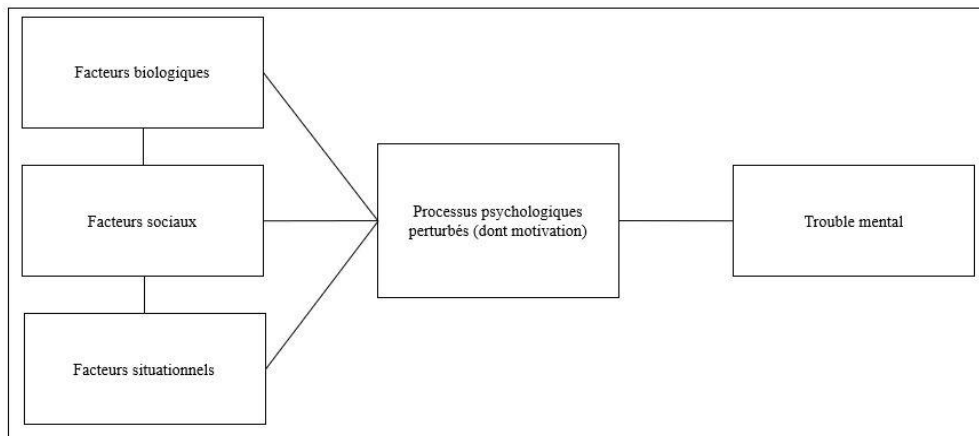 Facteurs biologiques
Facteurs sociaux
Facteurs situationnels
Processus psychologiques
perturbés (dont motivation)
Trouble mental